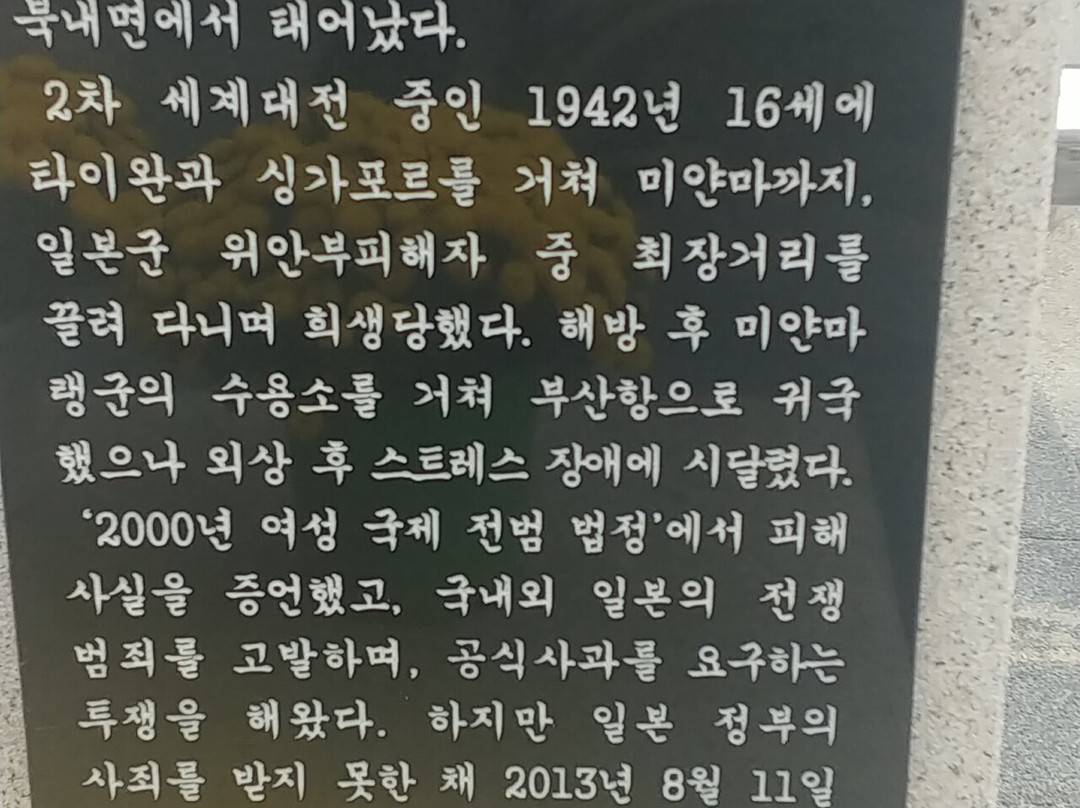 북내면에서 태어났다.
2차 세계대전 중인 1942년 16세에
타이완과 싱가포르를 거쳐 미얀마까지,
일본군 위안부피해자 중 최장거리를
끌려 다니며 희생당했다. 해방 후 미얀마
랭군의 수용소를 거쳐 부산항으로 귀국
했으나 외상 후 스트레스 장애에 시달렸다.
‘2000년 여성 국제 전범 법정’에서 피해
사실을 증언했고, 국내외 일본의 전쟁
범죄를 고발하며, 공식사과를 요구하는
투쟁을 해왔다. 하지만 일본 정부의
사죄를 받지 못한 채 2013년 8월 11일